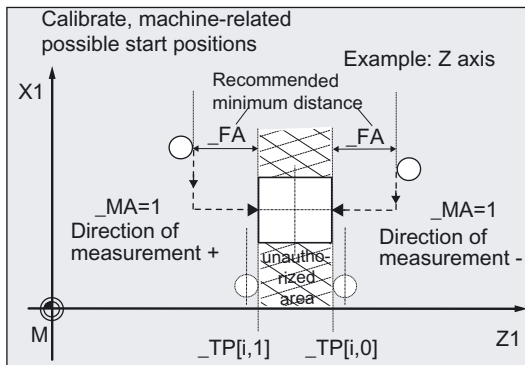 Calibrate, machine-related
possible start positions
Example: Z axis
X1
Recommended
minimum distance
_FA
_FA
_MA=1
Direction of
measurement +
_MA=1
Direction of
measurement -
unautho-
rized
area
M
Z1
_TP[i,1]
_TP[i,0]